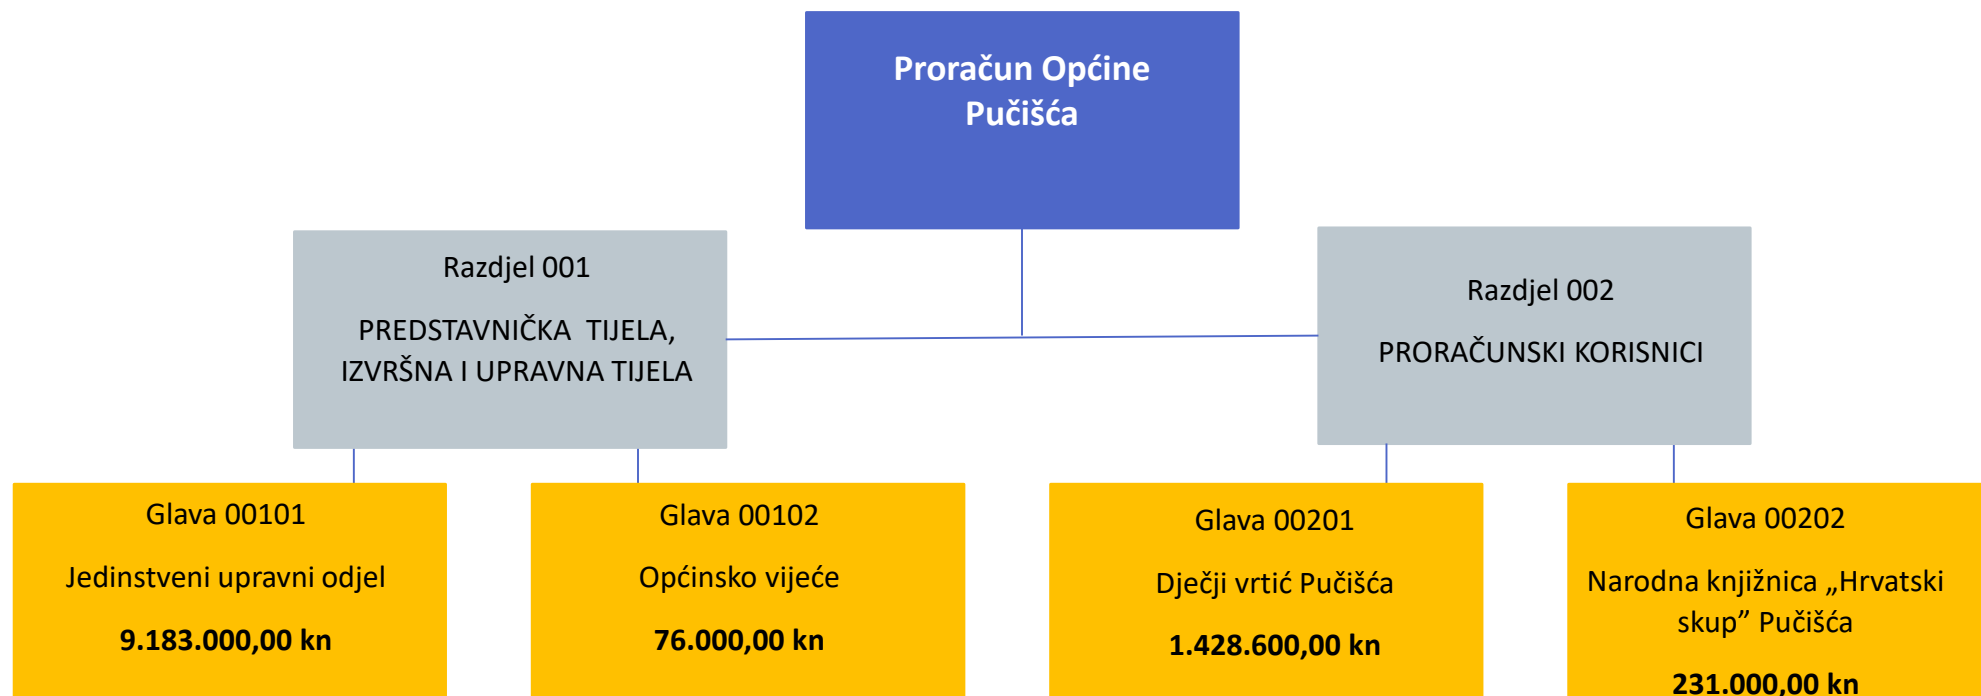 Proračun Općine
Pučišća
Razdjel 001
PREDSTAVNIČKA TIJELA,
IZVRŠNA I UPRAVNA TIJELA
Razdjel 002
PRORAČUNSKI KORISNICI
Glava 00101
Jedinstveni upravni odjel
9.183.000,00 kn
Glava 00102
Općinsko vijeće
76.000,00 kn
Glava 00201
Dječji vrtić Pučišća
1.428.600,00 kn
Glava 00202
Narodna knjižnica „Hrvatski
skup” Pučišća
231.000,00 kn